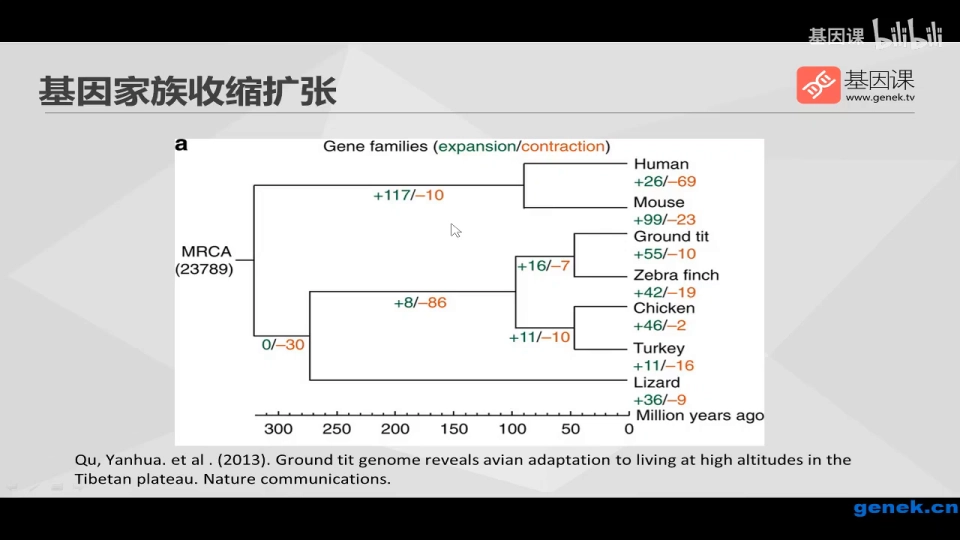 基因课 bilibili
基因家族收缩扩张
基因课
www.genek.tv
a
Gene families (expansion/contraction)
Human
+26/–69
+117/–10
Mouse
+99/–23
Ground tit
+55/–10
MRCA
(23789)
+16/–7
Zebra finch
+42/–19
+8/–86
Chicken
+46/–2
+11/–10
0/–30
Turkey
+11/–16
Lizard
+36/–9
Million years ago
300 250 200 150 100 50 0
Qu, Yanhua. et al . (2013). Ground tit genome reveals avian adaptation to living at high altitudes in the
Tibetan plateau. Nature communications.
genek.cn